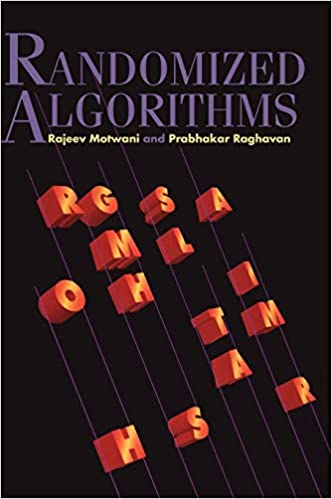 RANDOMIZED
ALGORITHMS
Rajeev Motwani and Prabhakar Raghavan
R G S A
M L
O H I
T M
A R
H S